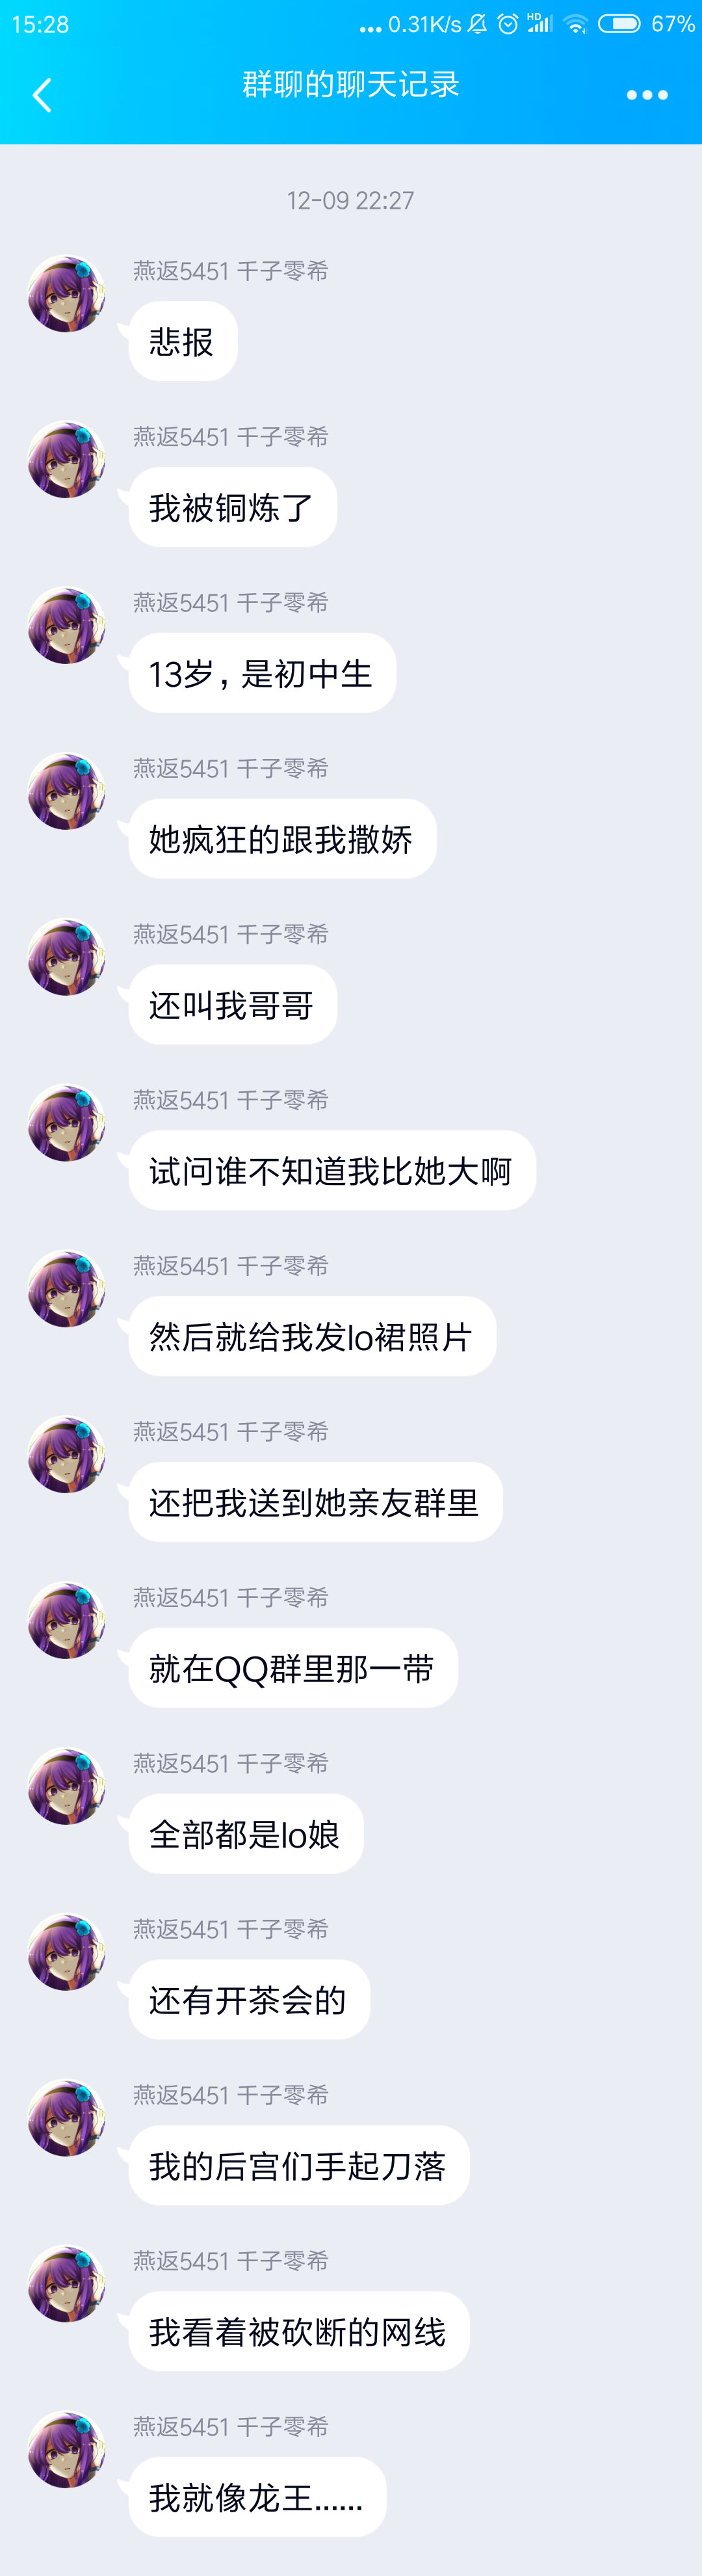 15:28
... 0.31K/s HD 67%
群聊的聊天记录
12-09 22:27
燕返5451 千子零希
悲报
燕返5451 千子零希
我被铜炼了
燕返5451 千子零希
13岁，是初中生
燕返5451 千子零希
她疯狂的跟我撒娇
燕返5451 千子零希
还叫我哥哥
燕返5451 千子零希
试问谁不知道我比她大啊
燕返5451 千子零希
然后就给我发lo裙照片
燕返5451 千子零希
还把我送到她亲友群里
燕返5451 千子零希
就在QQ群里那一带
燕返5451 千子零希
全部都是lo娘
燕返5451 千子零希
还有开茶会的
燕返5451 千子零希
我的后宫们手起刀落
燕返5451 千子零希
我看着被砍断的网线
燕返5451 千子零希
我就像龙王......